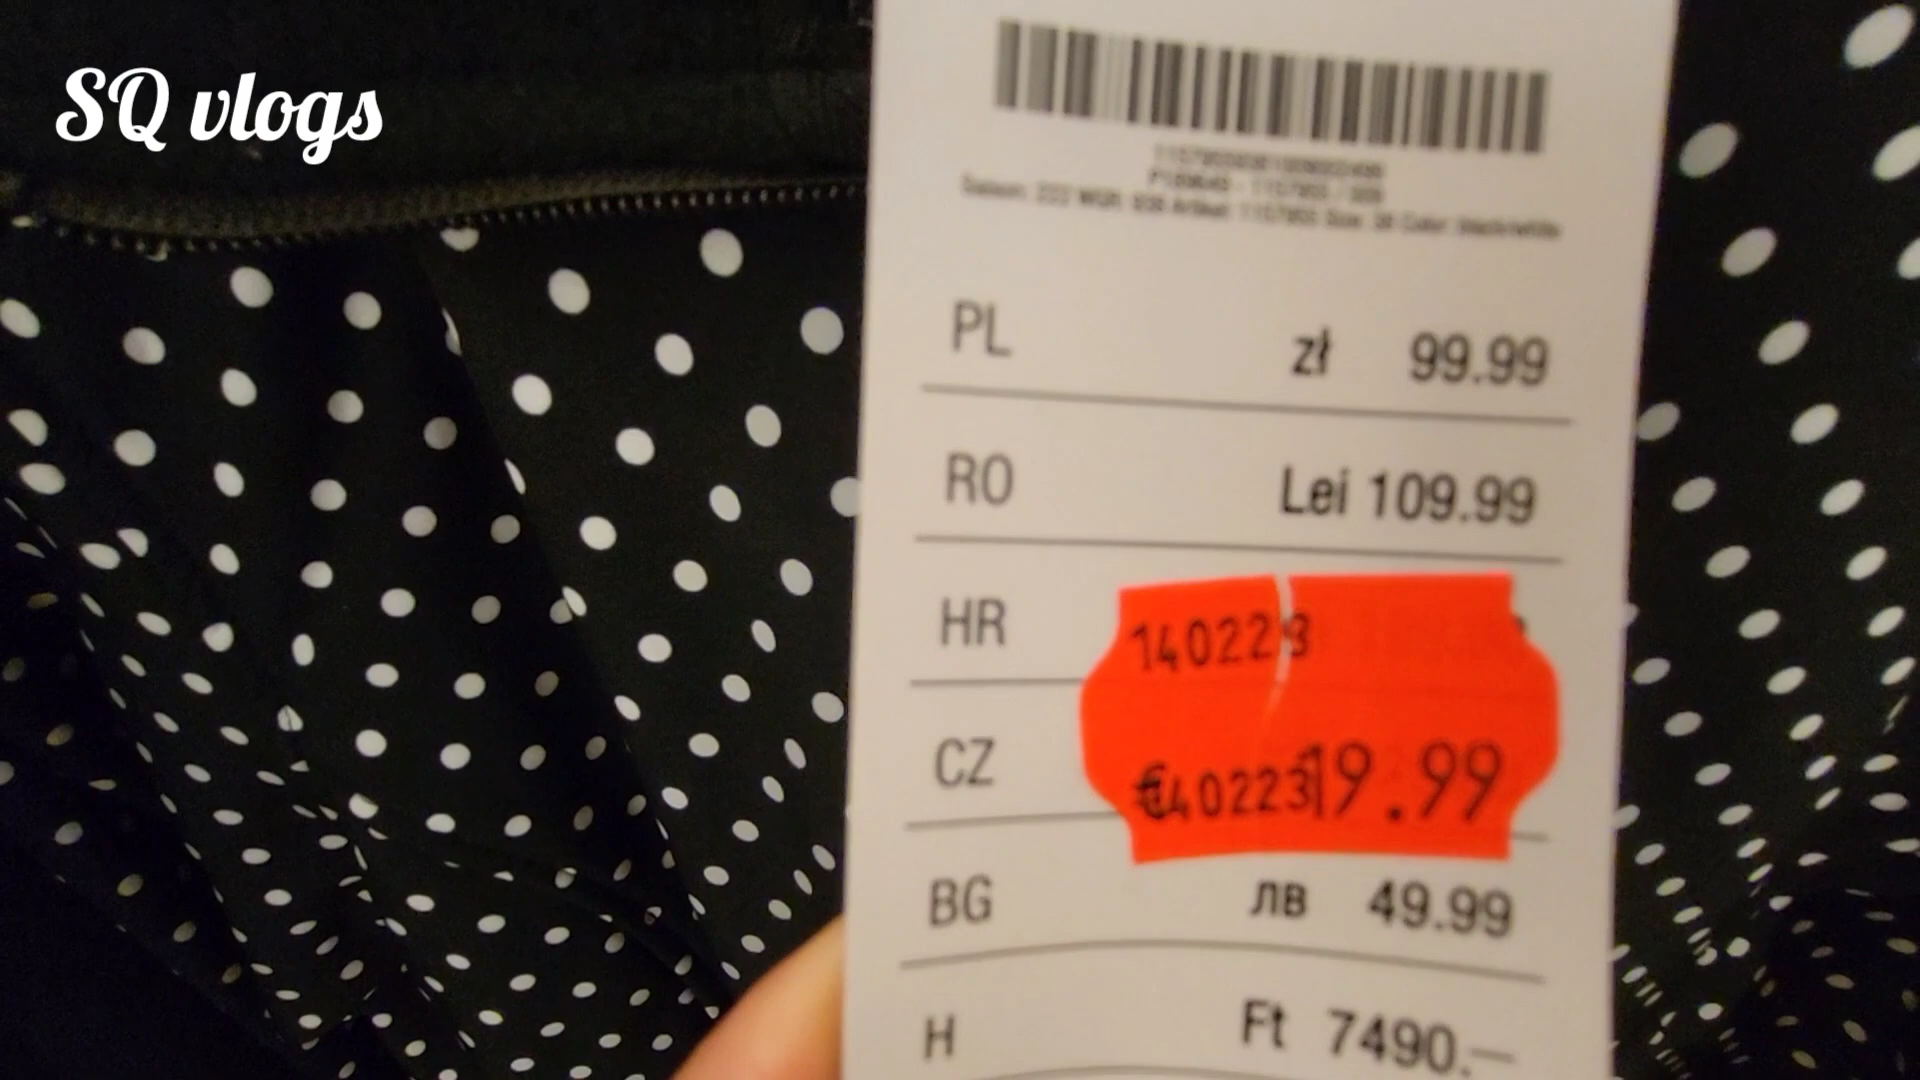 SQ vlogs
PL zł 99.99
RO Lei 109.99
HR 140223
CZ €4022319.99
BG лв 49.99
H Ft 7490.—